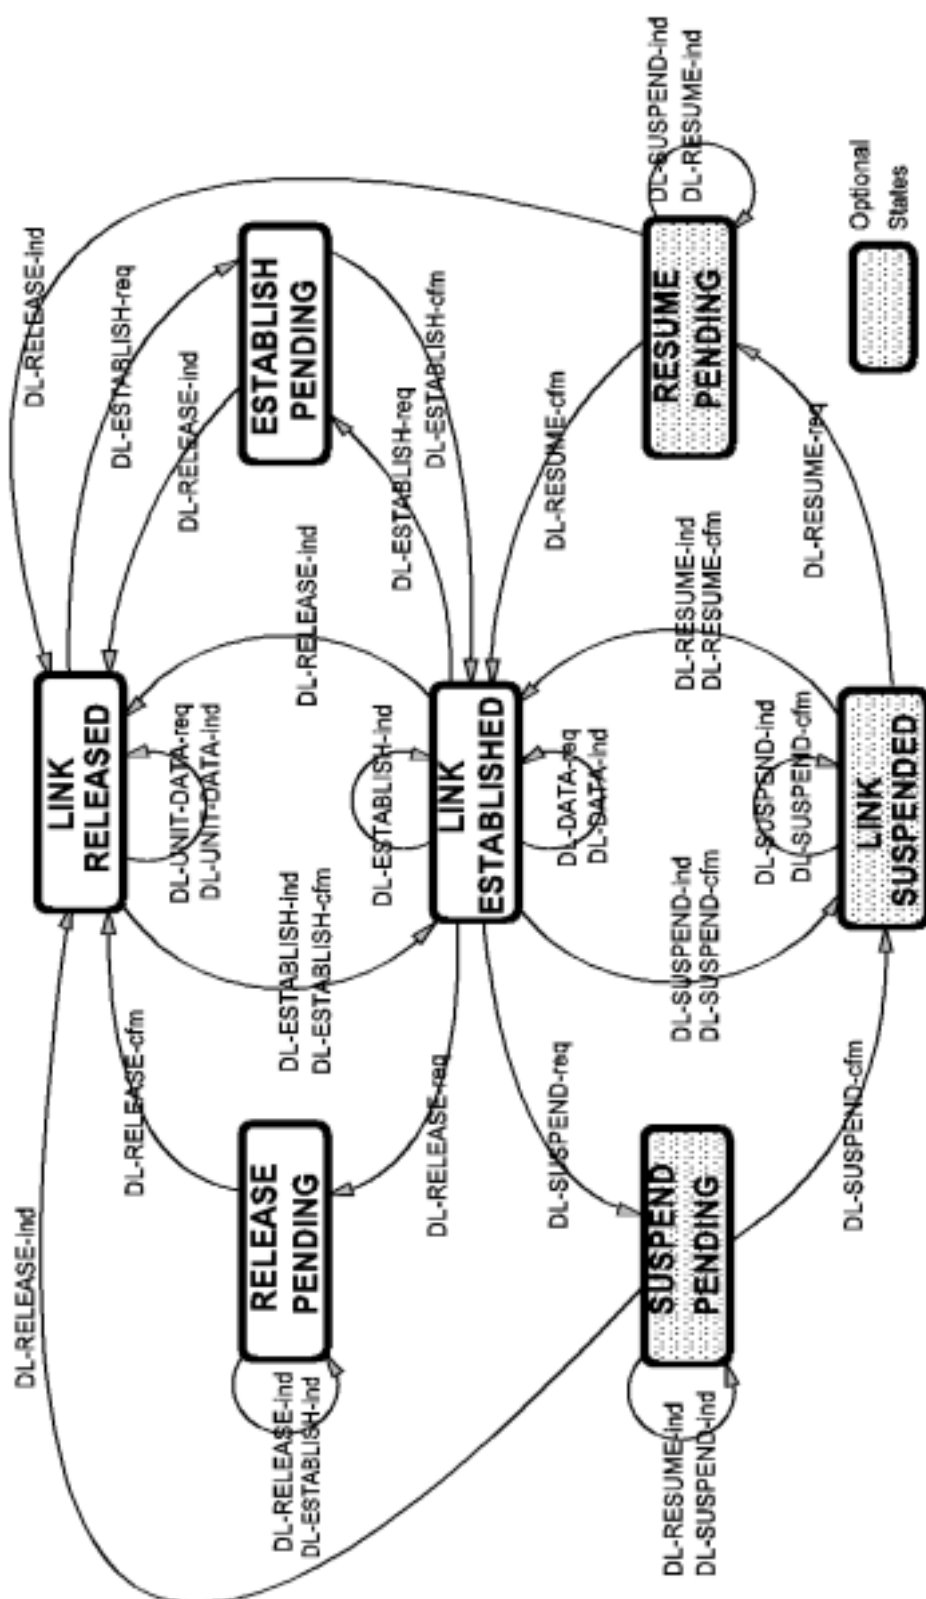 DL-RELEASE-ind
DL-RELEASE-ind
LINK
RELEASED
DL-ESTABLISH-req
DL-RELEASE-cfm
DL-UNIT-DATA-req
DL-UNIT-DATA-ind
DL-RELEASE-ind
RELEASE
PENDING
ESTABLISH
PENDING
DL-RELEASE-ind
DL-ESTABLISH-ind
DL-ESTABLISH-ind
DL-ESTABLISH-cfm
DL-RELEASE-ind
DL-ESTABLISH-ind
DL-ESTABLISH-req
DL-RELEASE-req
DL-ESTABLISH-cfm
LINK
ESTABLISHED
DL-SUSPEND-req
DL-DATA-req
DL-DATA-ind
DL-RESUME-cfm
DL-RESUME-ind
DL-SUSPEND-ind
SUSPEND
PENDING
DL-SUSPEND-ind
DL-SUSPEND-cfm
DL-RESUME-ind
DL-RESUME-cfm
RESUME
PENDING
DL-SUSPEND-ind
DL-RESUME-ind
DL-SUSPEND-ind
DL-SUSPEND-cfm
DL-RESUME-req
DL-SUSPEND-cfm
LINK
SUSPENDED
Optional
States